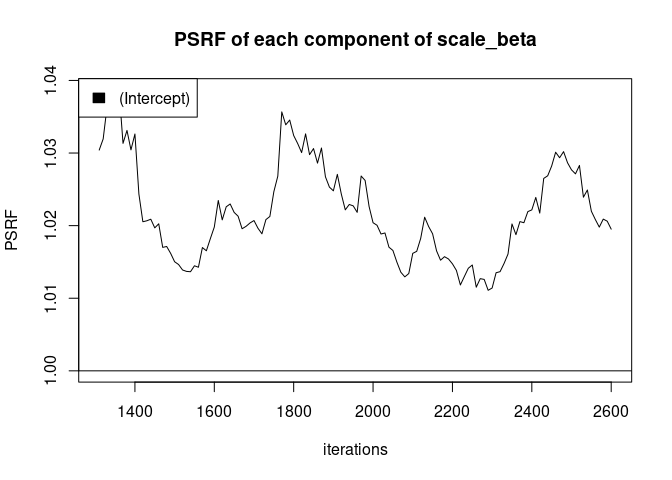 PSRF of each component of scale_beta
(Intercept)
PSRF
1.04
1.03
1.02
1.01
1.00
1400 1600 1800 2000 2200 2400 2600
iterations